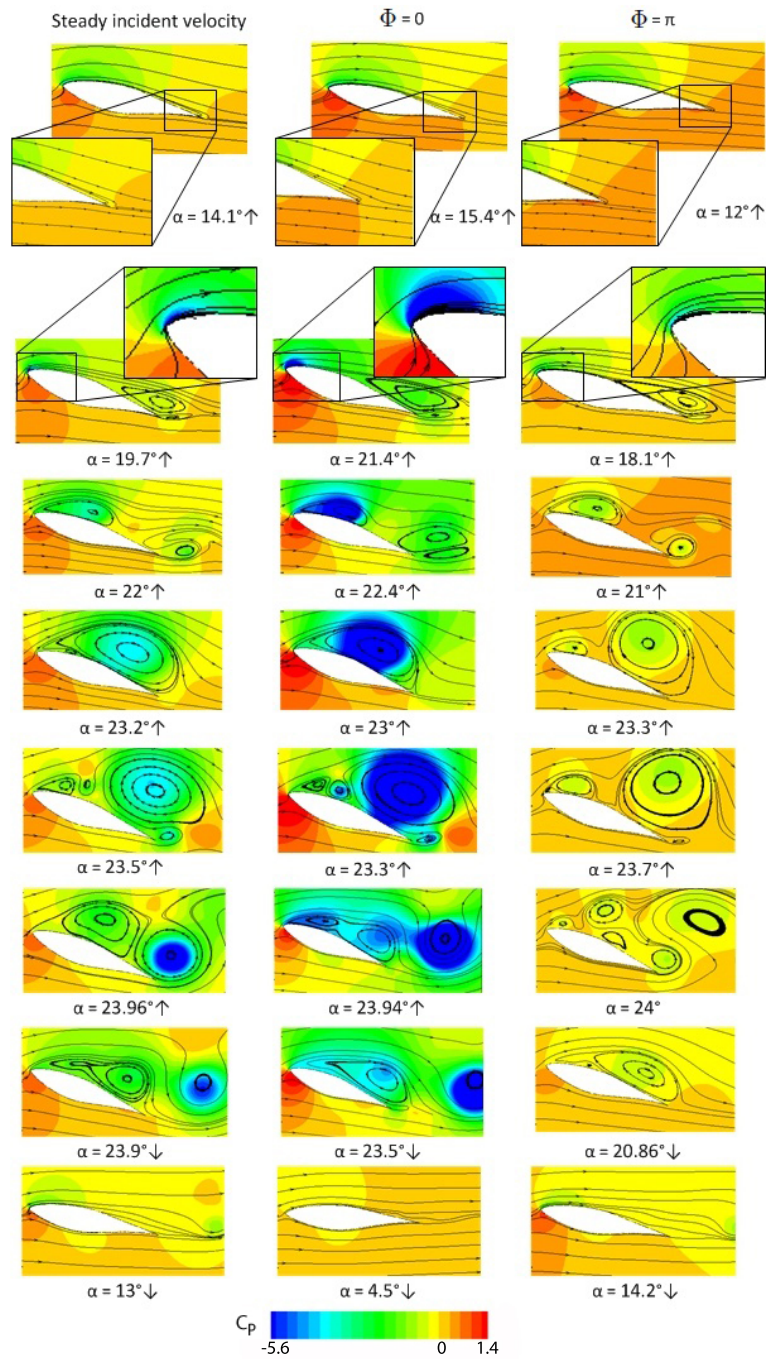 Steady incident velocity Φ = 0 Φ = π
α = 14.1°↑ α = 15.4°↑ α = 12°↑
α = 19.7°↑ α = 21.4°↑ α = 18.1°↑
α = 22°↑ α = 22.4°↑ α = 21°↑
α = 23.2°↑ α = 23°↑ α = 23.3°↑
α = 23.5°↑ α = 23.3°↑ α = 23.7°↑
α = 23.96°↑ α = 23.94°↑ α = 24°
α = 23.9°↓ α = 23.5°↓ α = 20.86°↓
α = 13°↓ α = 4.5°↓ α = 14.2°↓
CP
-5.6 0 1.4